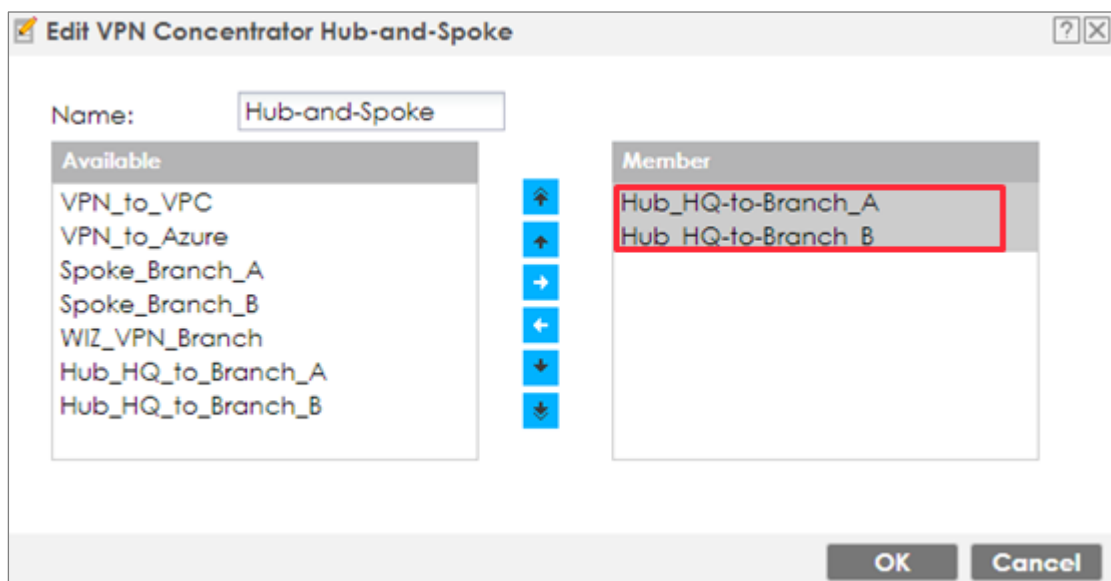 Edit VPN Concentrator Hub-and-Spoke
Name: Hub-and-Spoke
Available
VPN_to_VPC
VPN_to_Azure
Spoke_Branch_A
Spoke_Branch_B
WIZ_VPN_Branch
Hub_HQ_to_Branch_A
Hub_HQ_to_Branch_B
Member
Hub_HQ-to-Branch_A
Hub_HQ-to-Branch_B
OK Cancel